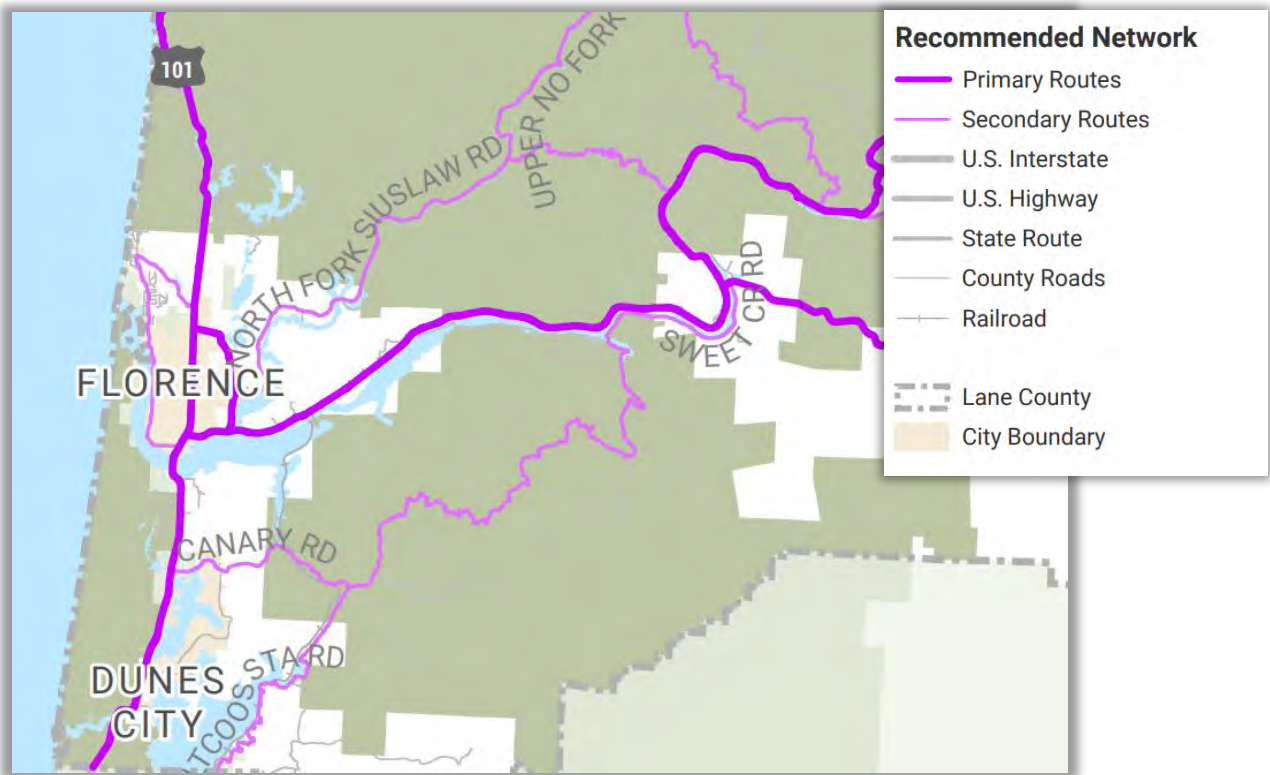 101
UPPER NO FORK
NORTH FORK SIUSLAW RD
SWEET CR RD
FLORENCE
CANARY RD
TCOOS STA RD
DUNES
CITY
Recommended Network
Primary Routes
Secondary Routes
U.S. Interstate
U.S. Highway
State Route
County Roads
Railroad
Lane County
City Boundary